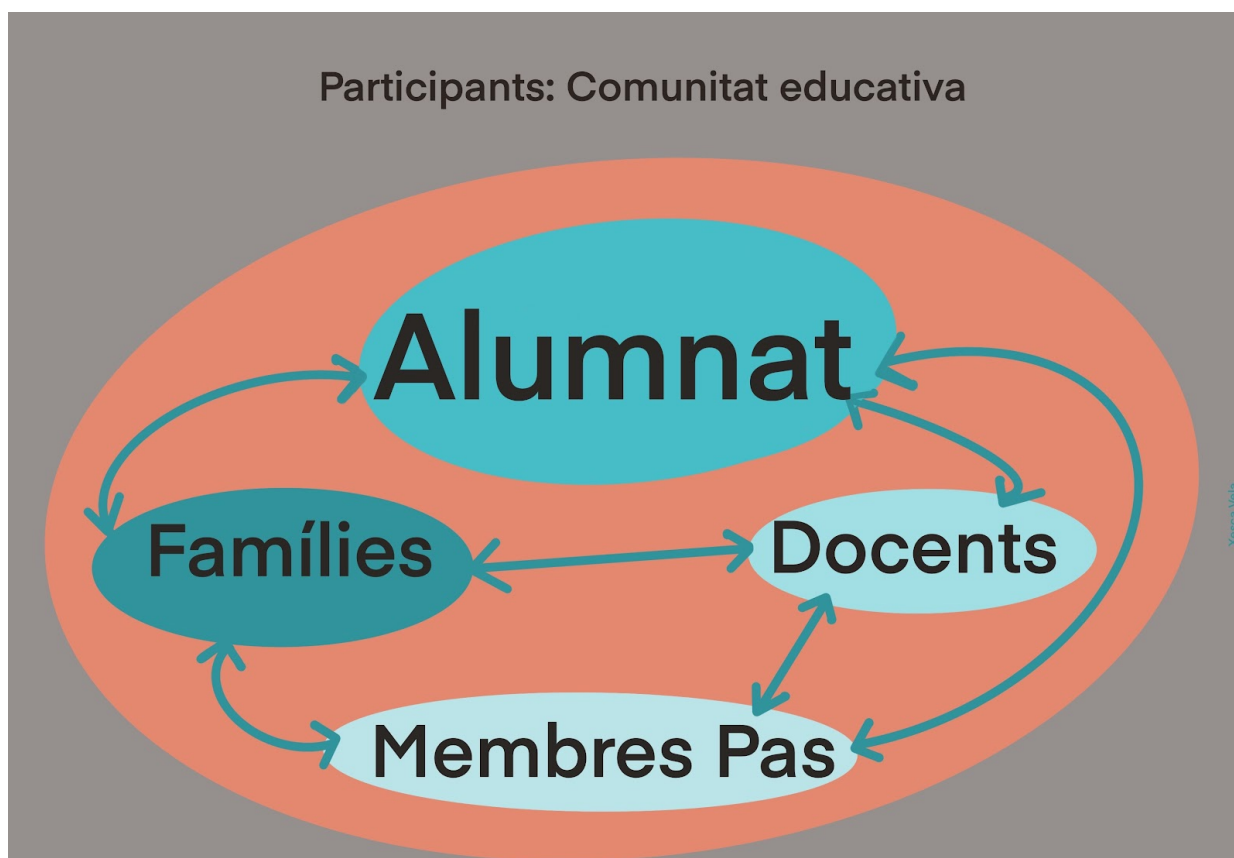 Participants: Comunitat educativa
Alumnat
Famílies
Docents
Membres Pas